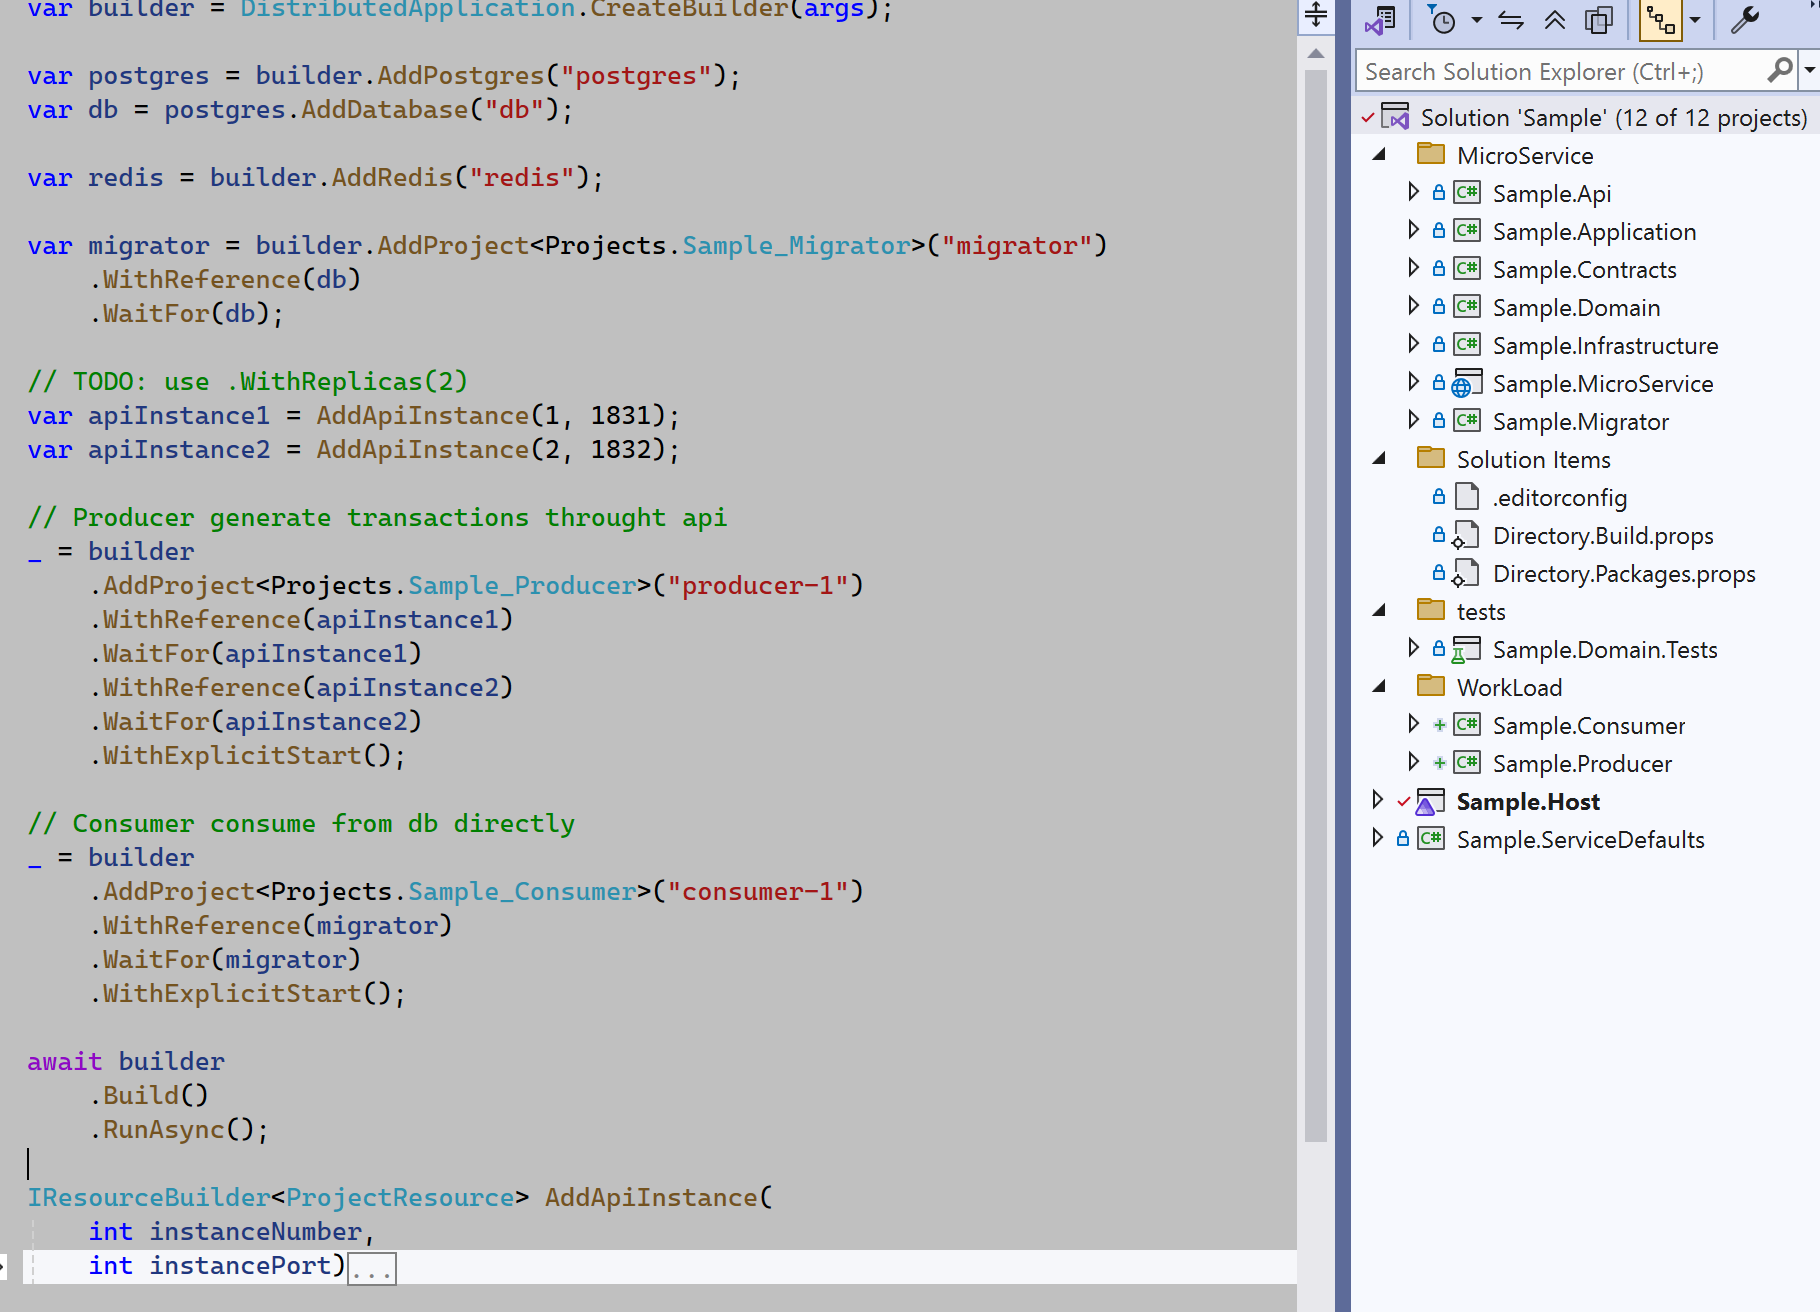 var builder = DistributedApplication.CreateBuilder(args);
var postgres = builder.AddPostgres("postgres");
var db = postgres.AddDatabase("db");
var redis = builder.AddRedis("redis");
var migrator = builder.AddProject<Projects.Sample_Migrator>("migrator")
.WithReference(db)
.WaitFor(db);
// TODO: use .WithReplicas(2)
var apiInstance1 = AddApiInstance(1, 1831);
var apiInstance2 = AddApiInstance(2, 1832);
// Producer generate transactions throught api
_ = builder
.AddProject<Projects.Sample_Producer>("producer-1")
.WithReference(apiInstance1)
.WaitFor(apiInstance1)
.WithReference(apiInstance2)
.WaitFor(apiInstance2)
.WithExplicitStart();
// Consumer consume from db directly
_ = builder
.AddProject<Projects.Sample_Consumer>("consumer-1")
.WithReference(migrator)
.WaitFor(migrator)
.WithExplicitStart();
await builder
.Build()
.RunAsync();
IResourceBuilder<ProjectResource> AddApiInstance(
int instanceNumber,
int instancePort)...
Search Solution Explorer (Ctrl+;)
Solution 'Sample' (12 of 12 projects)
MicroService
C# Sample.Api
C# Sample.Application
C# Sample.Contracts
C# Sample.Domain
C# Sample.Infrastructure
Sample.MicroService
C# Sample.Migrator
Solution Items
.editorconfig
Directory.Build.props
Directory.Packages.props
tests
Sample.Domain.Tests
WorkLoad
+ C# Sample.Consumer
+ C# Sample.Producer
Sample.Host
C# Sample.ServiceDefaults